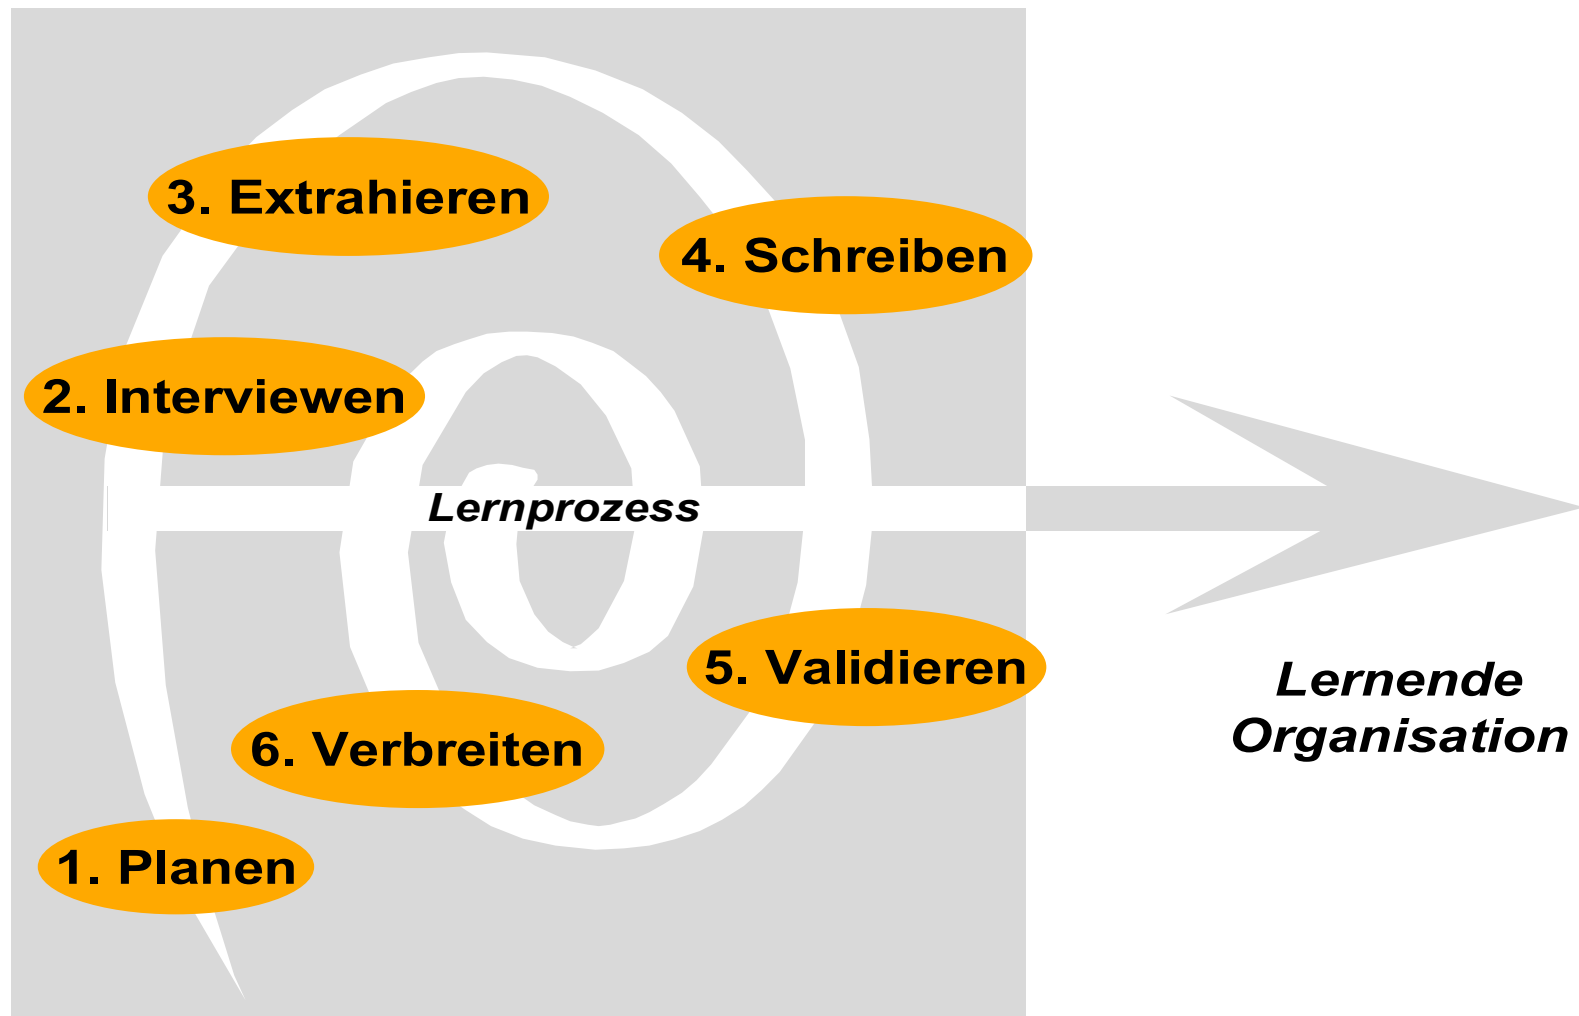 3. Extrahieren
4. Schreiben
2. Interviewen
Lernprozess
5. Validieren
6. Verbreiten
1. Planen
Lernende
Organisation